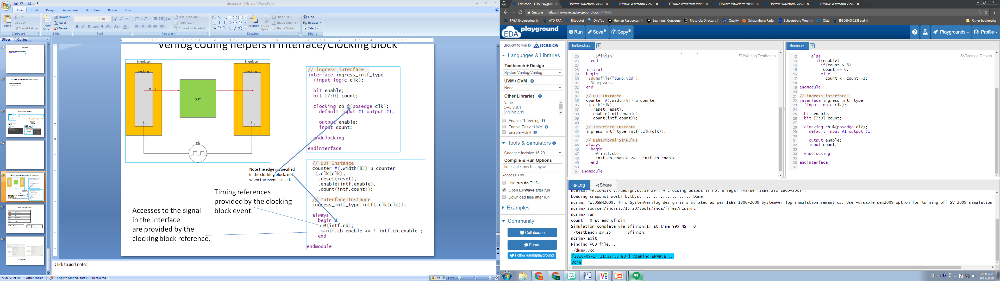 cheat.pptx - Microsoft PowerPoint
Home Insert Design Animations Slide Show Review View
Cut
Copy
Format Painter
Paste
Clipboard
New
Slide
Layout
Reset
Delete
Slides
18
Font
Text Direction
Align Text
Convert to SmartArt
Paragraph
Arrange
Quick
Styles
Shape Fill
Shape Outline
Shape Effects
Drawing
Find
Replace
Select
Editing
Slides Outline
54
55
56
57
58
59
60
Verilog coding helpers II Interface/Clocking block
interrface
clocking
o o
i
i
DUT
interface
clocking
i i
i
i
clk
// ingress interface
interface ingress_intf_type
(input logic clk);
bit enable;
bit [7:0] count;
clocking cb @(posedge clk);
default input #1 output #1;
output enable;
input count;
endclocking
endinterface
Note the edge is specified
in the clocking block, not
when the event is used.
Timing references
provided by the clocking
block event.
Accesses to the signal
in the interface
are provided by the
clocking block reference.
// DUT Instance
counter #(.width(8)) u_counter
(.clk(clk),
.reset(reset),
.enable(intf.enable),
.count(intf.count));
// Interface Instance
ingress_intf_type intf(.clk(clk));
always
begin
@(intf.cb);
intf.cb.enable <= ! intf.cb.enable ;
end
endmodule
Click to add notes
Slide 58 of 60 "Office Theme" English (United States) Recovered
125%
Edit code - EDA Playgrou
EPWave Waveform View
EPWave Waveform View
EPWave Waveform View
EPWave Waveform View
EPWave Waveform View
EPWave Waveform View
Secure https://www.edaplayground.com/x/6JB6
FPGA Engineering Sp ATD JIRA Bitbucket OneTab Human Resources | C Learning | Converge Motorola Directory S Quality Schaumburg Radar Schaumburg Weathe Okta [PSDENG-133] psd_d Other bookmarks
EDA playground
Run Save* Copy*
Playgrounds Profile
Brought to you by DOULOS
Languages & Libraries
Testbench + Design
SystemVerilog/Verilog
UVM / OVM
None
Other Libraries
None
OVL 2.8.1
SVUnit 2.11
Enable TL-Verilog
Enable Easier UVM
Enable VUnit
Tools & Simulators
Cadence Incisive 15.20
Compile & Run Options
-timescale 1ns/1ns -sysv
-access +rw
Use run.do Tcl file
Open EPWave after run
Download files after run
Examples
Community
Collaborate
Forum
Follow @edaplayground
testbench.sv
SV/Verilog Testbench
25 $finish;
26 end
27
28 initial
29 begin
30 $dumpfile("dump.vcd");
31 $dumpvars;
32 end
33
34 // DUT Instance
35 counter #(.width(8)) u_counter
36 (.clk(clk),
37 .reset(reset),
38 .enable(intf.enable),
39 .count(intf.count));
40
41 // Interface Instance
42 ingress_intf_type intf(.clk(clk));
43
44 // Behavioral Stimulus
45 always
46 begin
47 @(intf.cb);
48 intf.cb.enable <= ! intf.cb.enable ;
49 end
50
51 endmodule
design.sv
SV/Verilog Design
12 else
13 if(enable)
14 if(count > 8)
15 count <= 0;
16 else
17 count <= count +1;
18
19 endmodule
20
21 // ingress interface
22 interface ingress_intf_type
23 (input logic clk);
24
25 bit enable;
26 bit [7:0] count;
27
28 clocking cb @(posedge clk);
29 default input #1 output #1;
30
31 output enable;
32 input count;
33
34 endclocking
35
36 endinterface
37
Log Share
ncelab: *W,CONOTR (./design.sv,39|29): A clocking output is not a legal rvalue [IEEE STD 1800-2009].
Loading snapshot worklib.tb:sv .................... Done
ncsim: *W,DSEM2009: This SystemVerilog design is simulated as per IEEE 1800-2009 SystemVerilog simulation semantics. Use -disable_sem2009 option for turning off SV 2009 simulation
ncsim> source /incisiv/15.20/tools/inca/files/ncsimrc
ncsim> run
count = 0 at end of sim
Simulation complete via $finish(1) at time 995 NS + 0
./testbench.sv:25 $finish;
ncsim> exit
Finding VCD file...
./dump.vcd
[2018-09-17 11:32:53 EDT] Opening EPWave...
Done
10:36 AM
9/17/2018